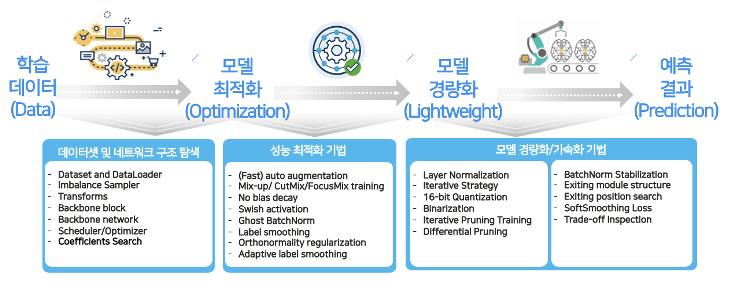 학습
데이터
(Data)
모델
최적화
(Optimization)
모델
경량화
(Lightweight)
예측
결과
(Prediction)
데이터셋 및 네트워크 구조 탐색
- Dataset and DataLoader
- Imbalance Sampler
- Transforms
- Backbone block
- Backbone network
- Scheduler/Optimizer
- Coefficients Search
성능 최적화 기법
- (Fast) auto augmentation
- Mix-up/ CutMix/FocusMix training
- No bias decay
- Swish activation
- Ghost BatchNorm
- Label smoothing
- Orthonormality regularization
- Adaptive label smoothing
모델 경량화/가속화 기법
- Layer Normalization
- Iterative Strategy
- 16-bit Quantization
- Binarization
- Iterative Pruning Training
- Differential Pruning
- BatchNorm Stabilization
- Exiting module structure
- Exiting position search
- SoftSmoothing Loss
- Trade-off Inspection